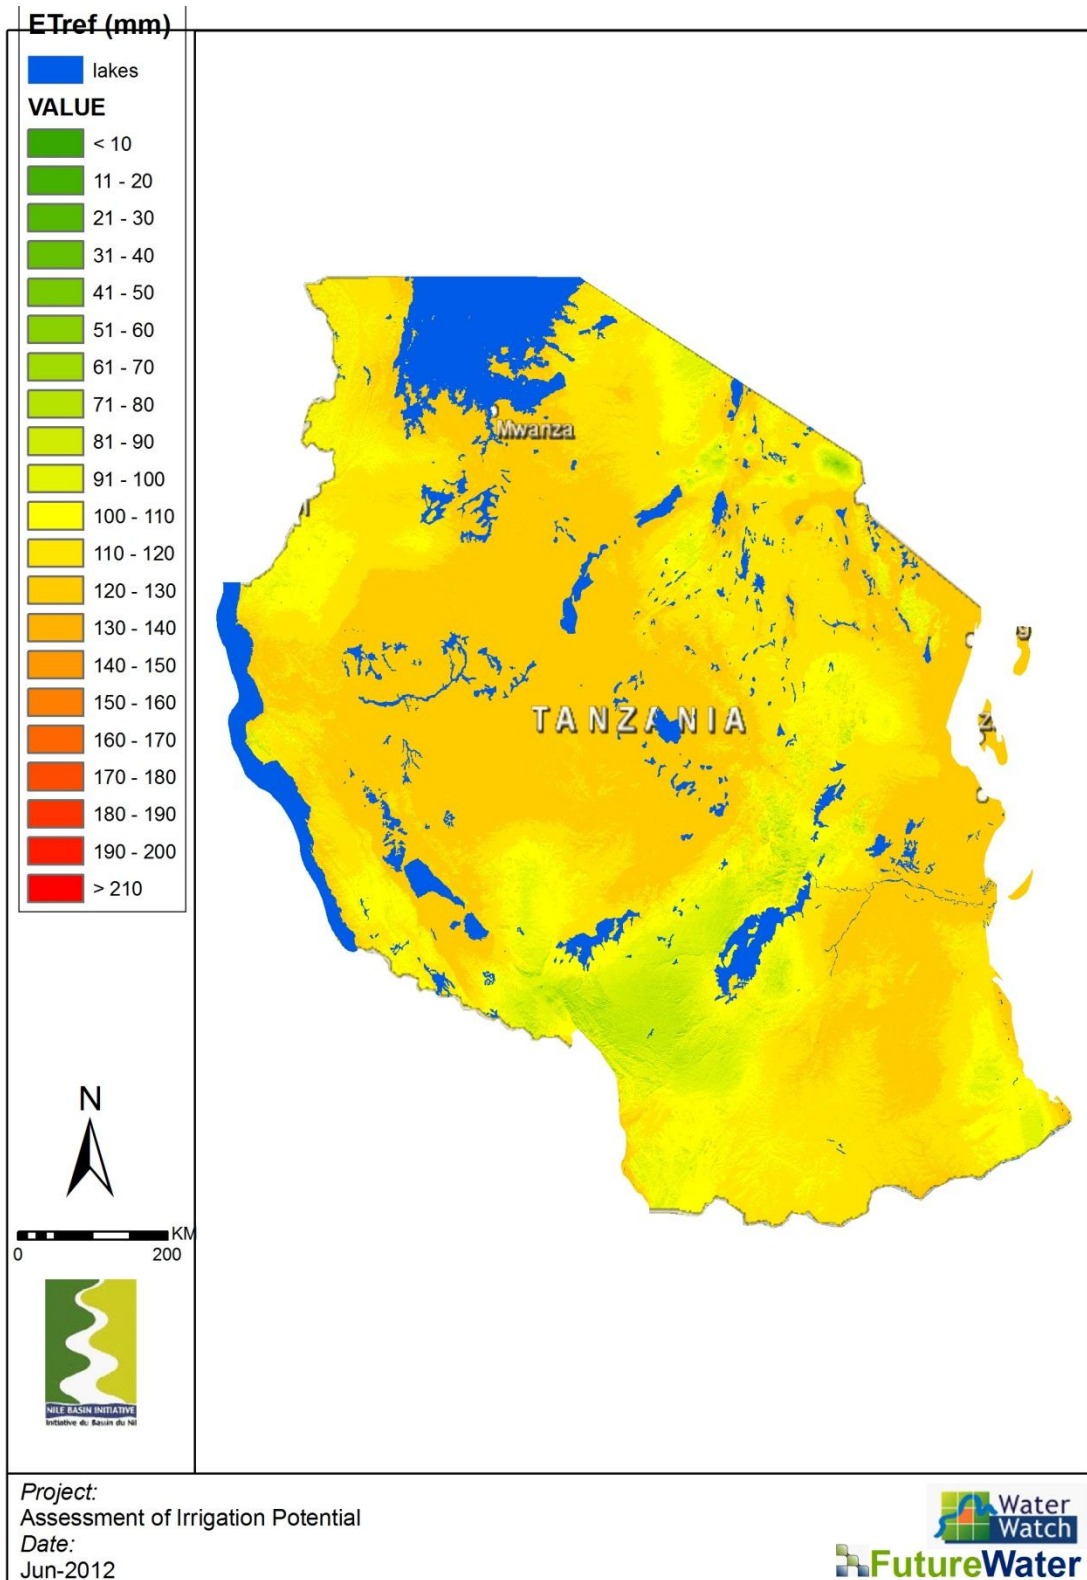 ETref (mm)
lakes
VALUE
< 10
11 - 20
21 - 30
31 - 40
41 - 50
51 - 60
61 - 70
71 - 80
81 - 90
91 - 100
100 - 110
110 - 120
120 - 130
130 - 140
140 - 150
150 - 160
160 - 170
170 - 180
180 - 190
190 - 200
> 210
Mwanza
TANZANIA
Z
N
KM
0 200
NILE BASIN INITIATIVE
Initiative du Bassin du Nil
Project:
Assessment of Irrigation Potential
Date:
Jun-2012
Water
Watch
FutureWater